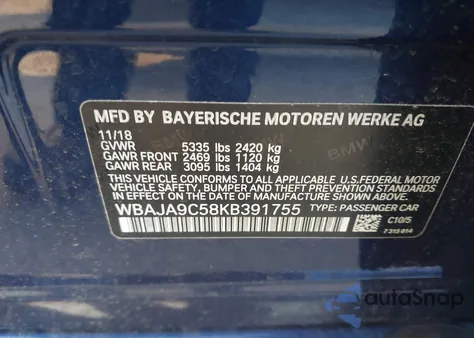 MFD BY BAYERISCHE MOTOREN WERKE AG
11/18
GVWR 5335 lbs 2420 kg
GAWR FRONT 2469 lbs 1120 kg
GAWR REAR 3095 lbs 1404 kg
THIS VEHICLE CONFORMS TO ALL APPLICABLE U.S.FEDERAL MOTOR
VEHICLE SAFETY, BUMPER, AND THEFT PREVENTION STANDARDS
IN EFFECT ON THE DATE OF MANUFACTURE SHOWN ABOVE.
WBAJA9C58KB391755 TYPE: PASSENGER CAR
C10/5
7315814
autoSnap